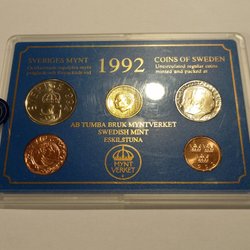 SVERIGES MYNT
1992
COINS OF SWEDEN
Uncirculated regular coins
minted and packed at
AB TUMBA BRUK MYNTVERKET
SWEDISH MINT
ESKILSTUNA
MYNT
VERKET